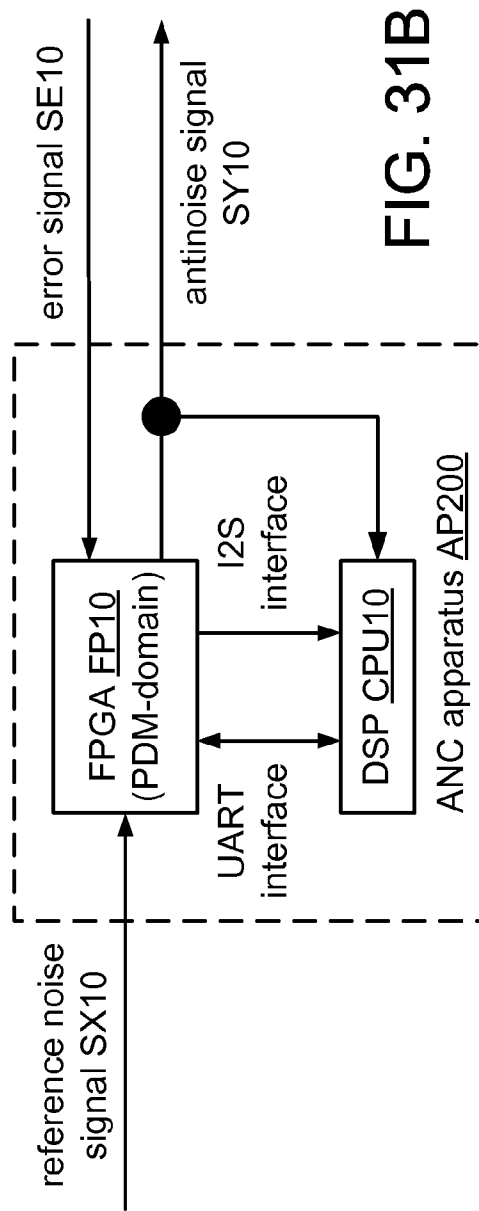 reference noise
signal SX10
FPGA FP10
(PDM-domain)
error signal SE10
antinoise signal
SY10
UART
interface
I2S
interface
DSP CPU10
ANC apparatus AP200
FIG. 31B